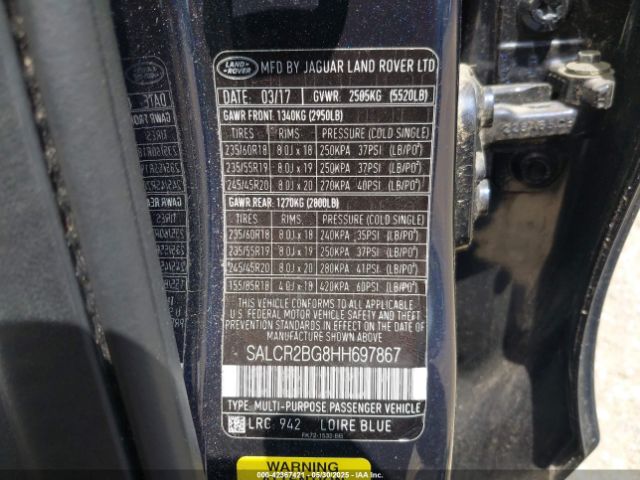 LAND ROVER
MFD BY JAGUAR LAND ROVER LTD
DATE: 03/17 GVWR: 2505KG (5520LB)
GAWR FRONT: 1340KG (2950LB)
TIRES RIMS PRESSURE (COLD SINGLE)
235/60R18 8.0J x 18 250KPA 37PSI (LB/PO²)
235/55R19 8.0J x 19 250KPA 37PSI (LB/PO²)
245/45R20 8.0J x 20 270KPA 40PSI (LB/PO²)
GAWR REAR: 1270KG (2800LB)
TIRES RIMS PRESSURE (COLD SINGLE)
235/60R18 8.0J x 18 240KPA 35PSI (LB/PO²)
235/55R19 8.0J x 19 250KPA 37PSI (LB/PO²)
245/45R20 8.0J x 20 280KPA 41PSI (LB/PO²)
155/85R18 4.0J x 18 420KPA 60PSI (LB/PO²)
THIS VEHICLE CONFORMS TO ALL APPLICABLE
U.S. FEDERAL MOTOR VEHICLE SAFETY AND THEFT
PREVENTION STANDARDS IN EFFECT ON THE DATE OF
MANUFACTURE SHOWN ABOVE
SALCR2BG8HH697867
TYPE: MULTI-PURPOSE PASSENGER VEHICLE
LRC 942 LOIRE BLUE
FK72-1532-BB
WARNING
000-42367421 - 05/30/2025 - IAA Auctions